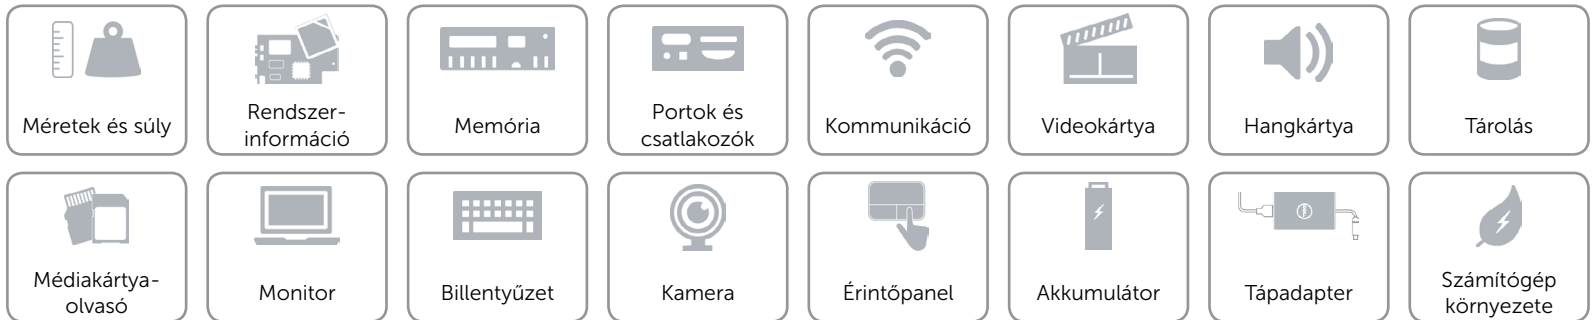 Méretek és súly
Rendszer-
információ
Memória
Portok és
csatlakozók
Kommunikáció
Videokártya
Hangkártya
Tárolás
Médiakártya-
olvasó
Monitor
Billentyűzet
Kamera
Érintőpanel
Akkumulátor
Tápadapter
Számítógép
környezete